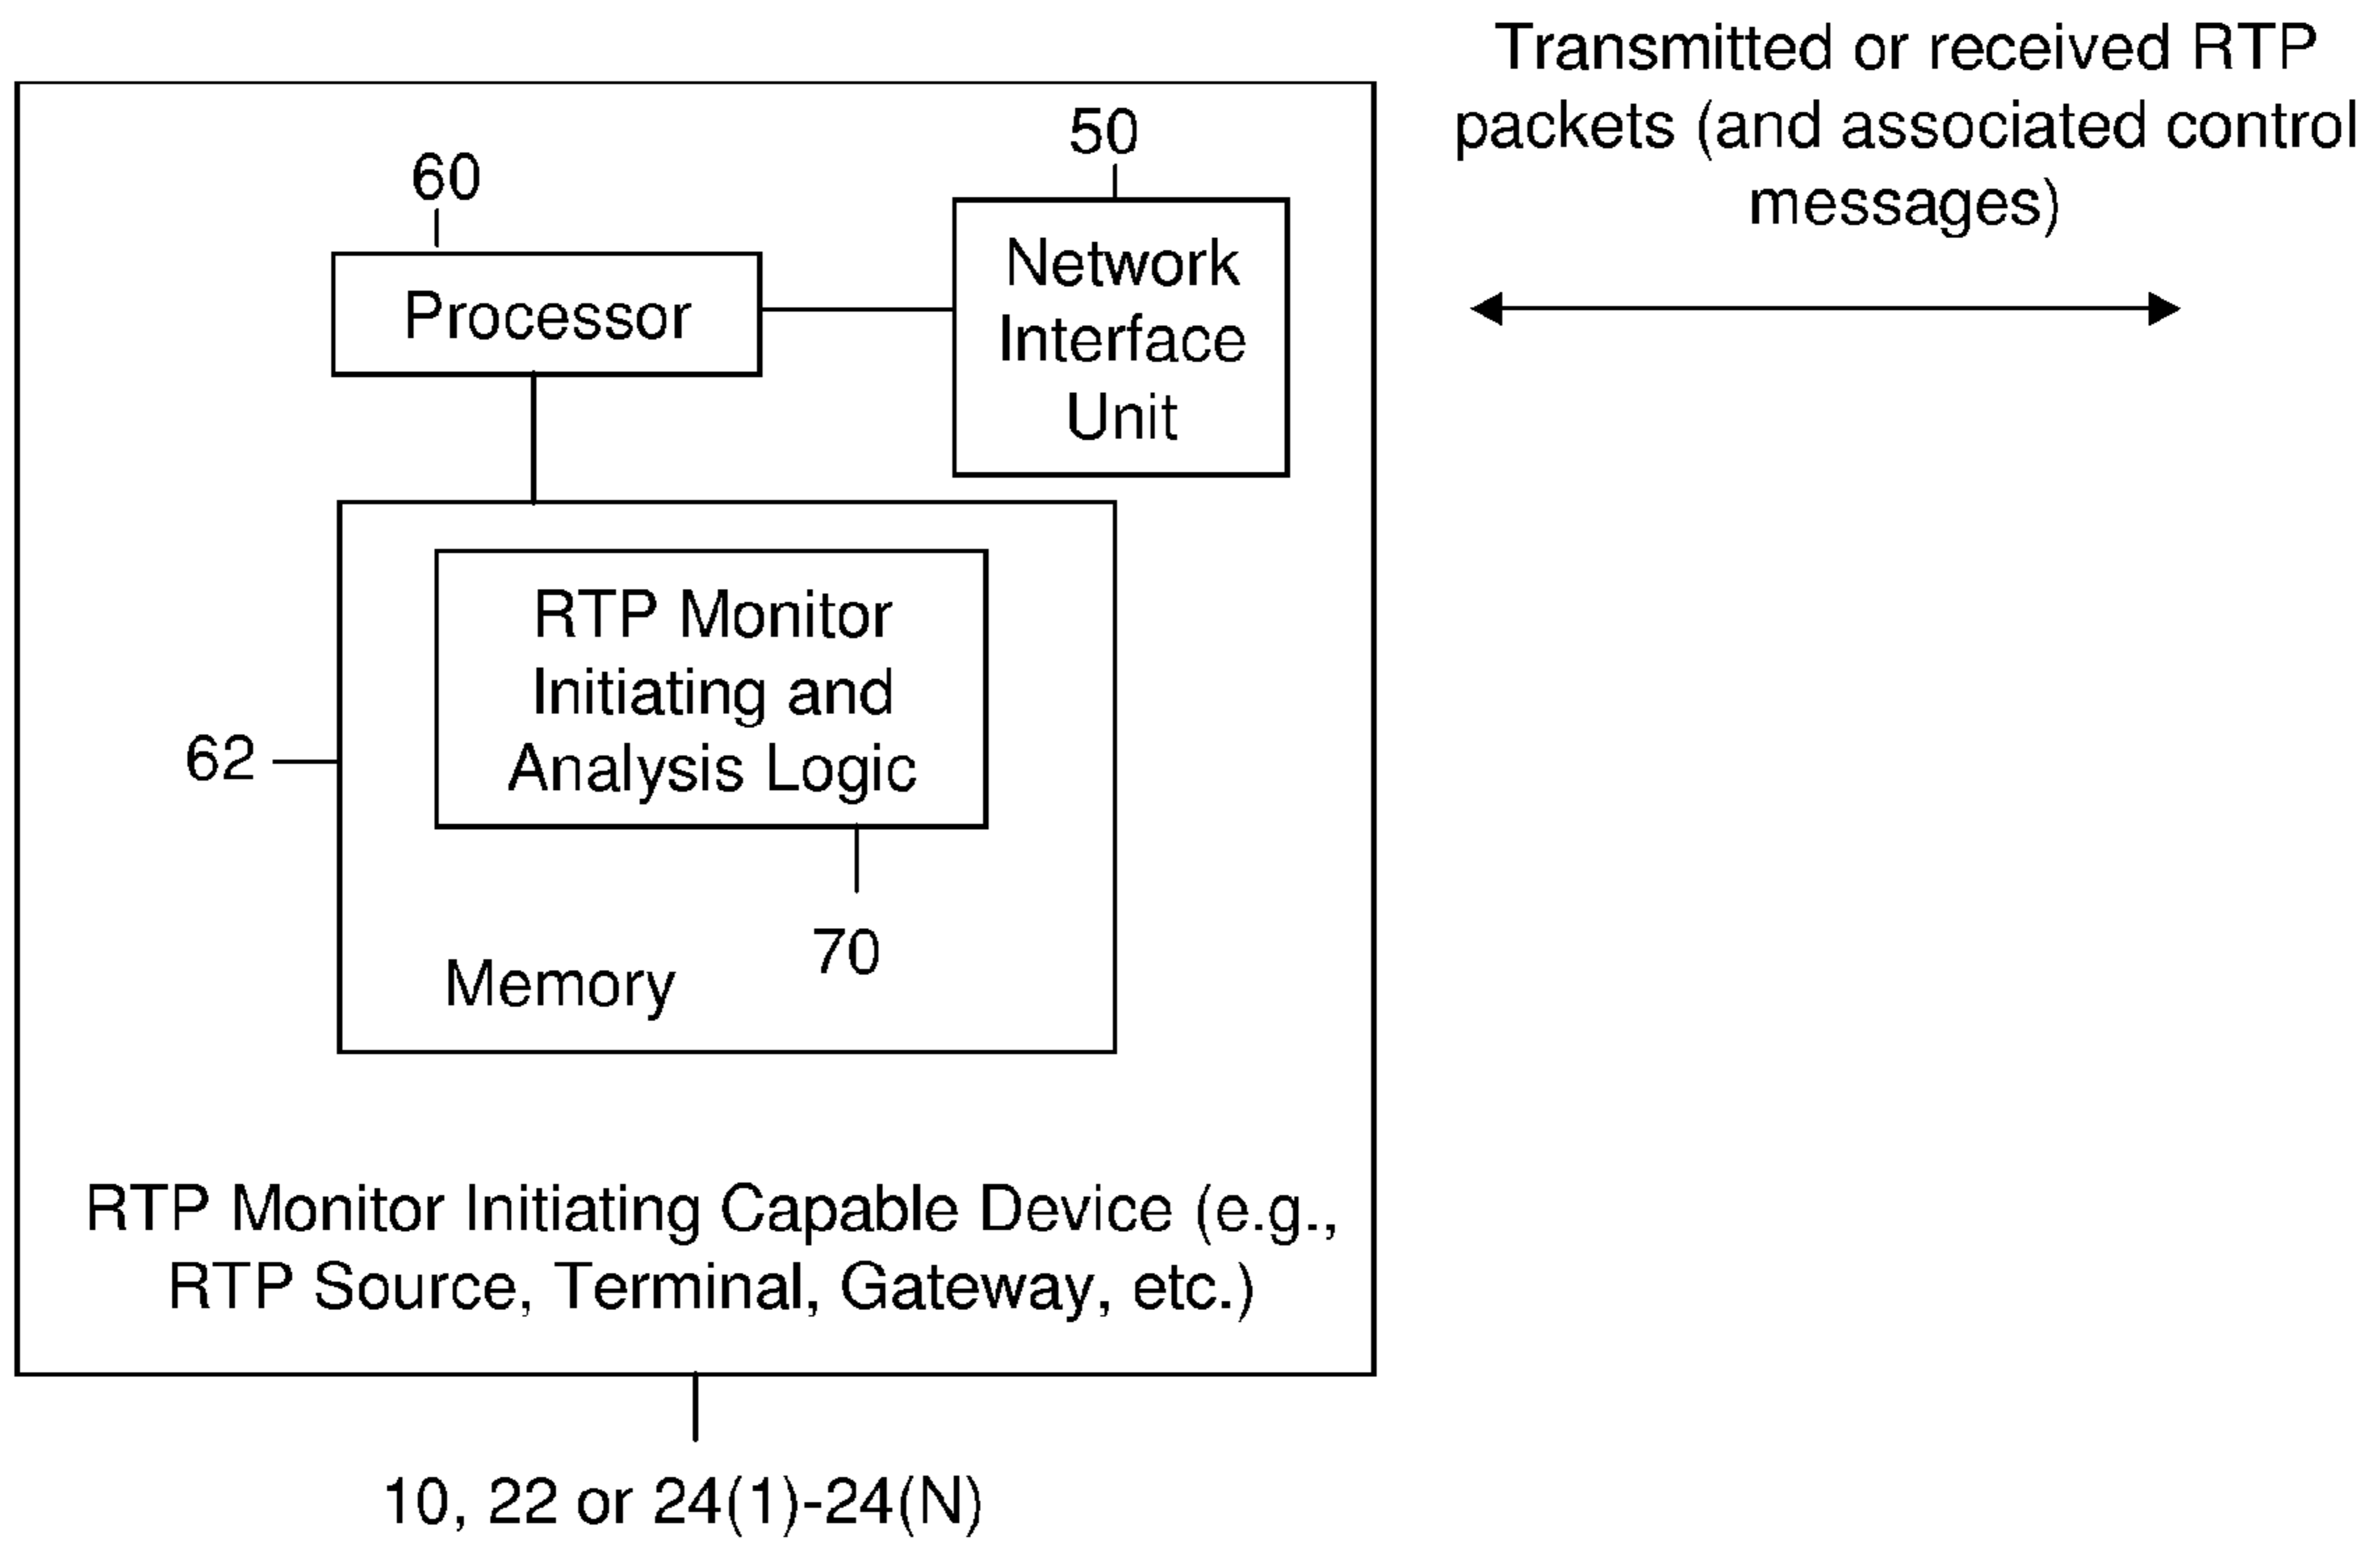 Transmitted or received RTP
packets (and associated control
messages)
50
60
Network
Interface
Unit
Processor
RTP Monitor
Initiating and
Analysis Logic
62
70
Memory
RTP Monitor Initiating Capable Device (e.g.,
RTP Source, Terminal, Gateway, etc.)
10, 22 or 24(1)-24(N)